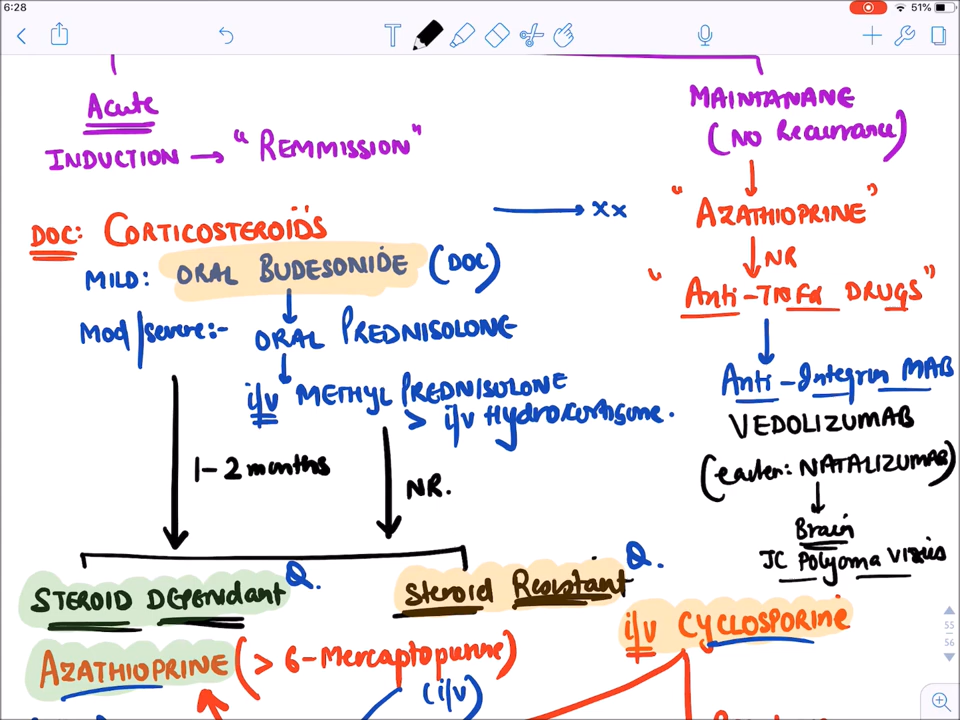 6:28
51%
T
Acute
INDUCTION → "REMMISSION"
MAINTANANE
(NO Recurrance)
"AZATHIOPRINE"
NR
"Anti-TNFα DRUGS"
Anti-Integrin MAB
VEDOLIZUMAB
(earlier: NATALIZUMAB)
Brain
JC Polyoma Virus
DOC: CORTICOSTEROIDS → xx
MILD: ORAL BUDESONIDE (DOC)
Mod/severe:- ORAL PREDNISOLONE
i/v METHYL PREDNISOLONE
> i/v Hydrocortisone.
1-2 months
NR.
STEROID DEPENDANT Q.
Steroid Resistant Q.
AZATHIOPRINE (> 6-Mercaptopurine)
(i/v)
i/v CYCLOSPORINE
55
56